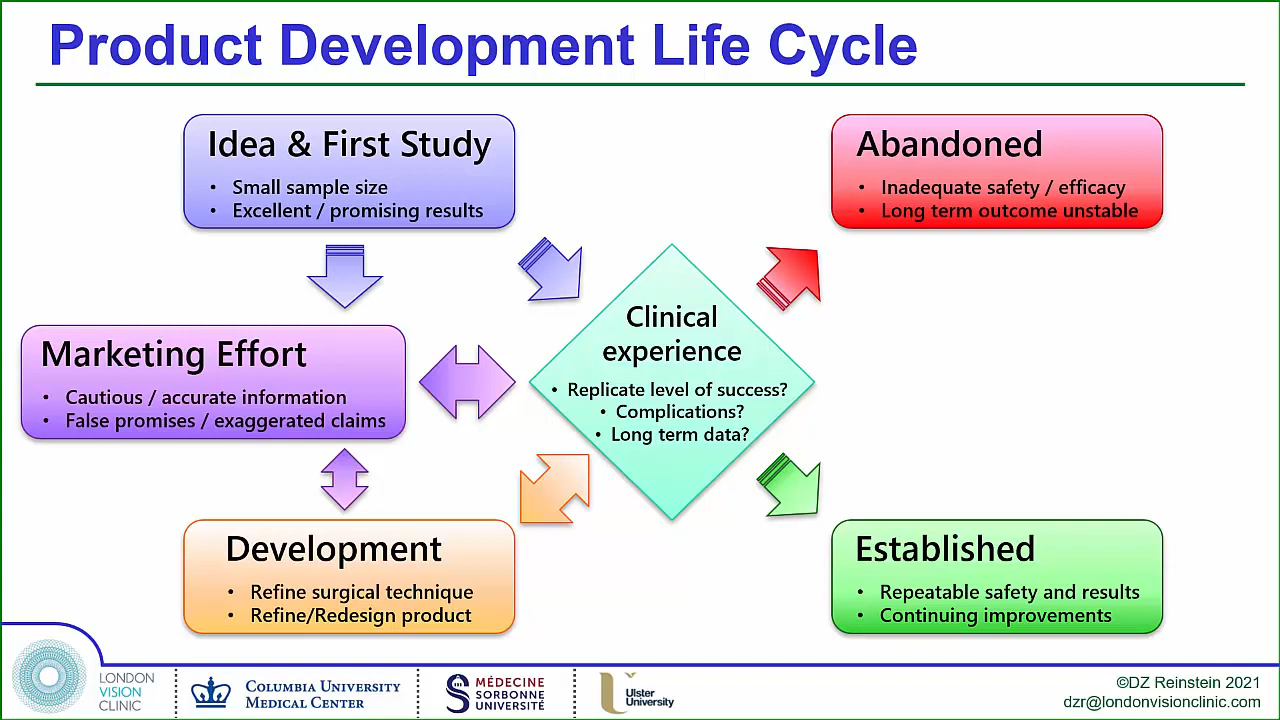 Product Development Life Cycle
Idea & First Study
• Small sample size
• Excellent / promising results
Abandoned
• Inadequate safety / efficacy
• Long term outcome unstable
Clinical
experience
• Replicate level of success?
• Complications?
• Long term data?
Marketing Effort
• Cautious / accurate information
• False promises / exaggerated claims
Development
• Refine surgical technique
• Refine/Redesign product
Established
• Repeatable safety and results
• Continuing improvements
LONDON
VISION
CLINIC
COLUMBIA UNIVERSITY
MEDICAL CENTER
MÉDECINE
SORBONNE
UNIVERSITÉ
Ulster
University
©DZ Reinstein 2021
dzr@londonvisionclinic.com